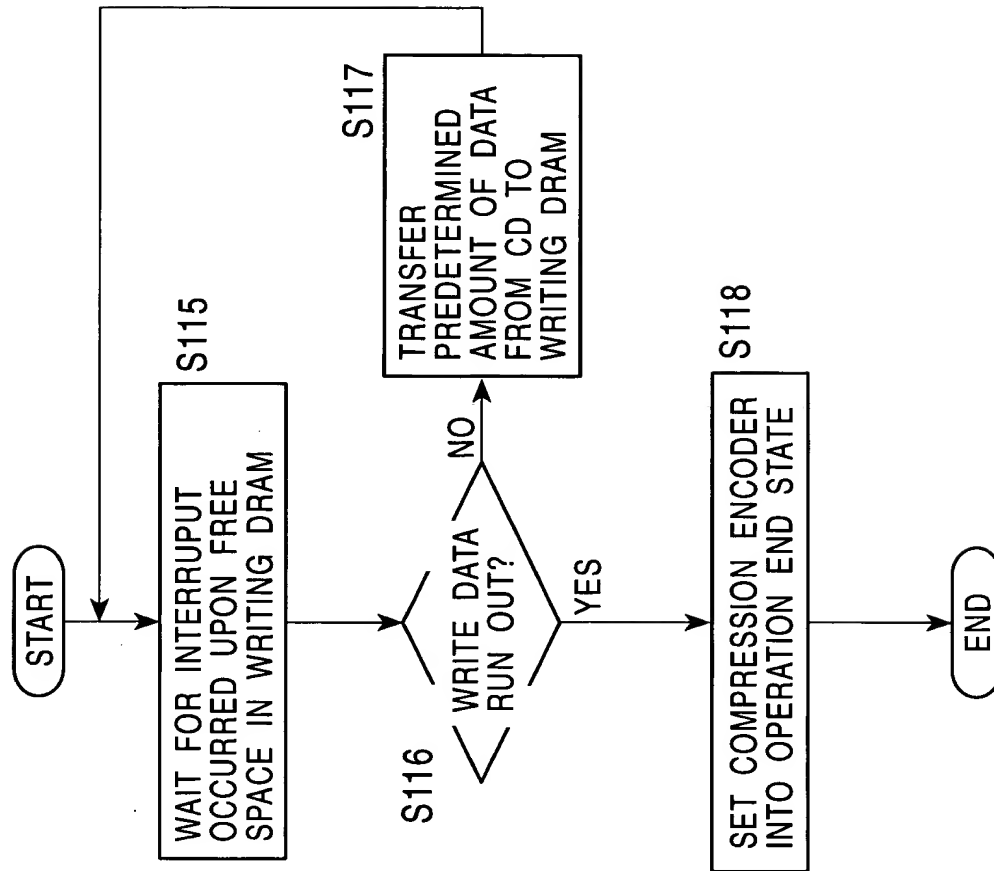 START
S115
WAIT FOR INTERRUPUT
OCCURRED UPON FREE
SPACE IN WRITING DRAM
S116
WRITE DATA
RUN OUT?
NO
S117
TRANSFER
PREDETERMINED
AMOUNT OF DATA
FROM CD TO
WRITING DRAM
YES
S118
SET COMPRESSION ENCODER
INTO OPERATION END STATE
END